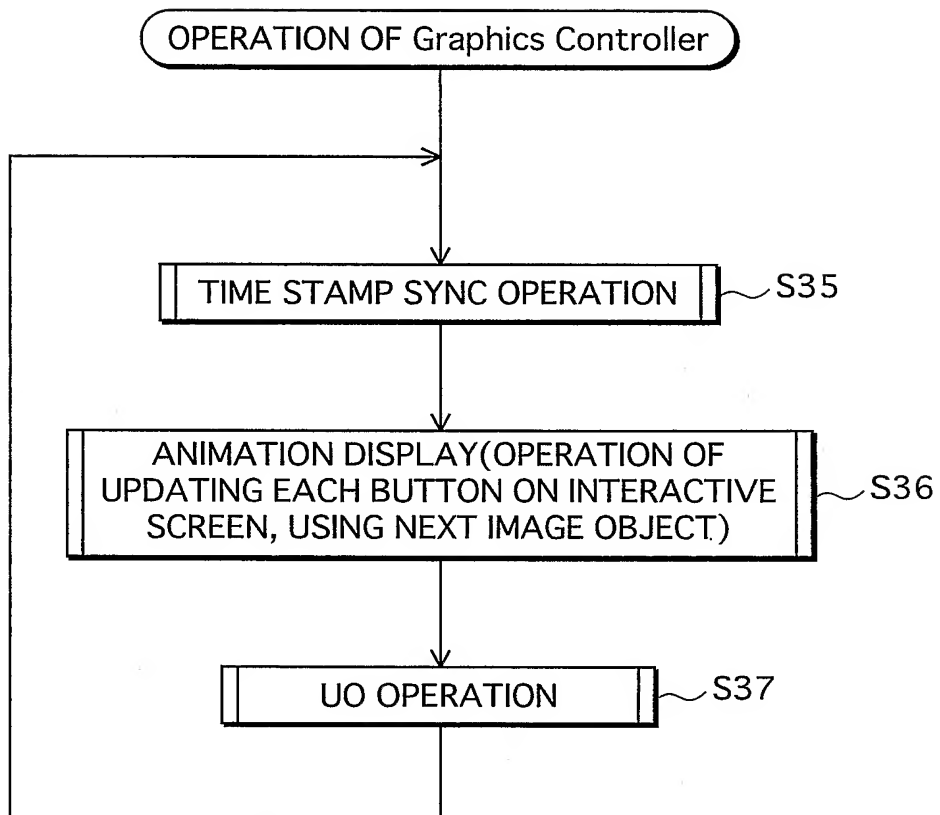 OPERATION OF Graphics Controller
TIME STAMP SYNC OPERATION
S35
ANIMATION DISPLAY(OPERATION OF
UPDATING EACH BUTTON ON INTERACTIVE
SCREEN, USING NEXT IMAGE OBJECT)
S36
UO OPERATION
S37